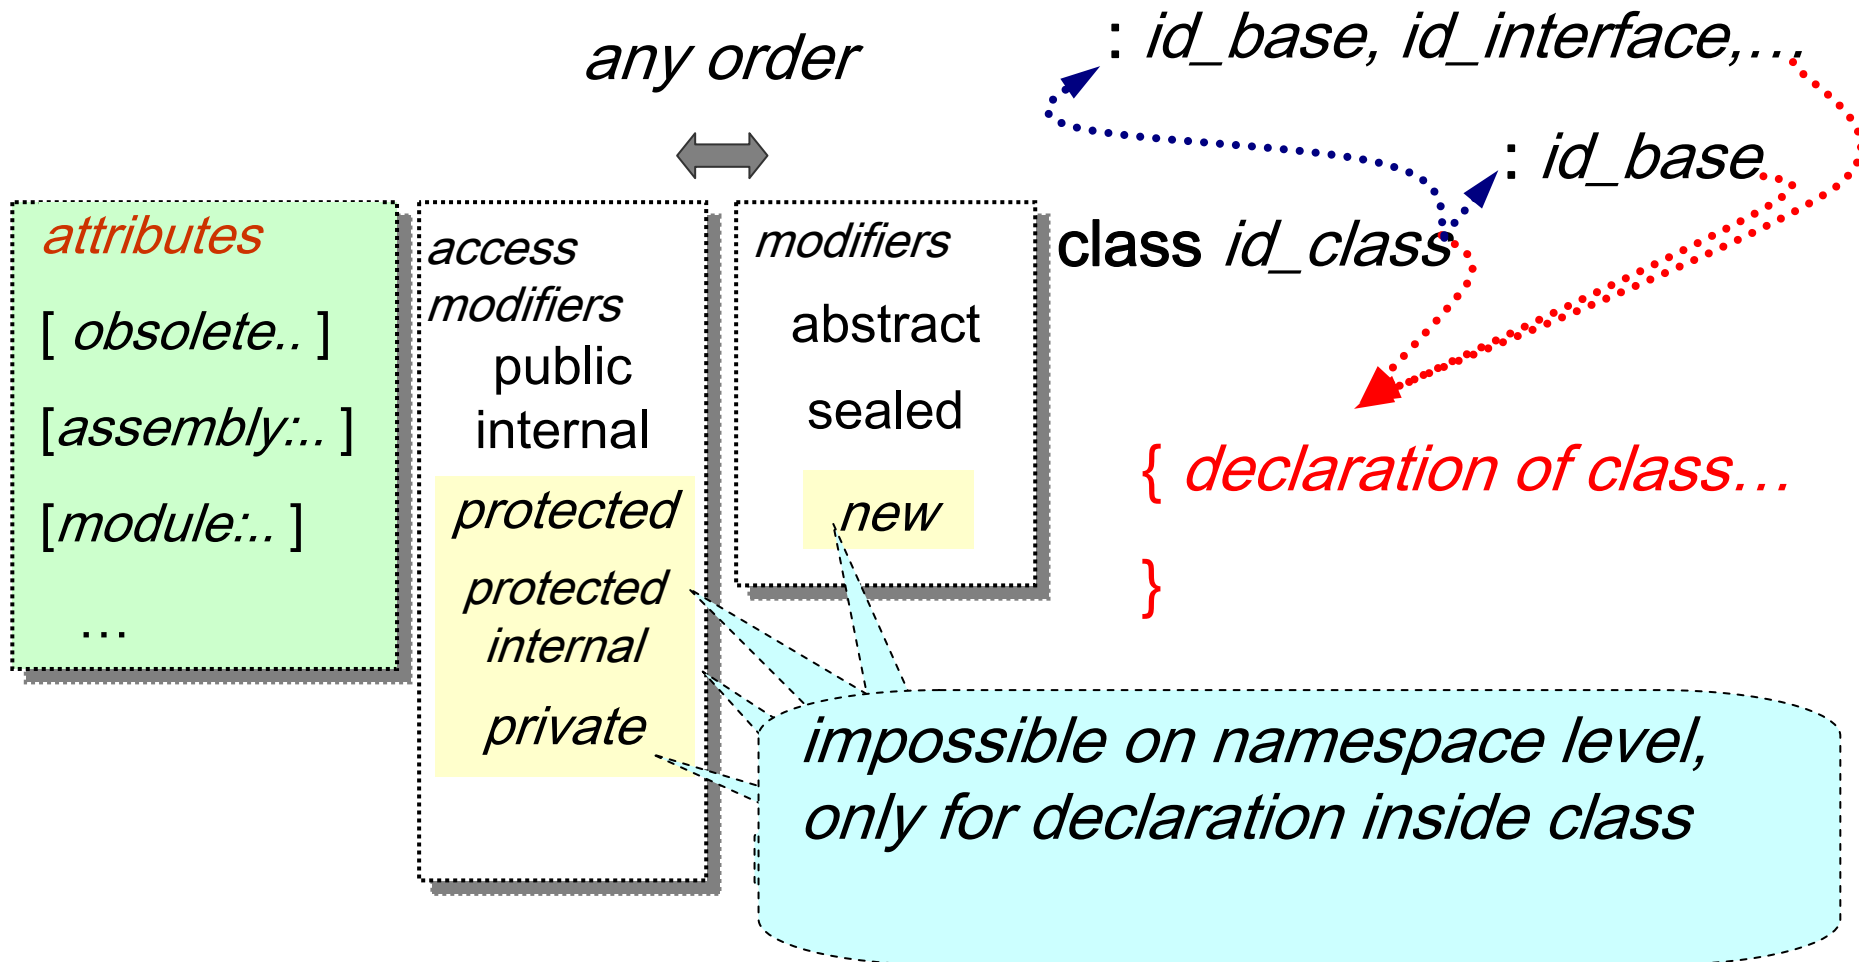 any order
: id_base, id_interface,…
: id_base
attributes
[ obsolete.. ]
[assembly:.. ]
[module:.. ]
…
access
modifiers
public
internal
protected
protected
internal
private
modifiers
abstract
sealed
new
class id_class
{ declaration of class…
}
impossible on namespace level,
only for declaration inside class